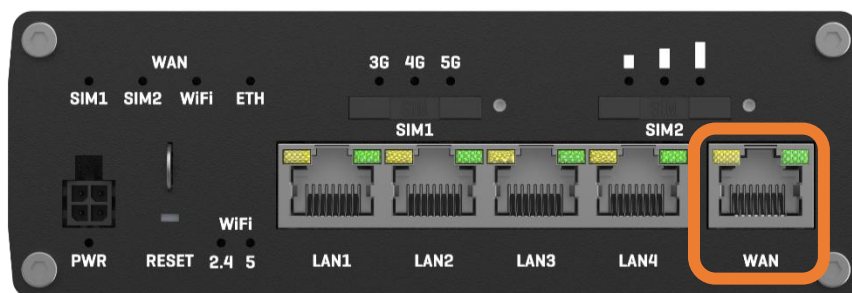 WAN
SIM1 SIM2 WiFi ETH
3G 4G 5G
SIM1
SIM2
WiFi
PWR RESET 2.4 5 LAN1 LAN2 LAN3 LAN4 WAN